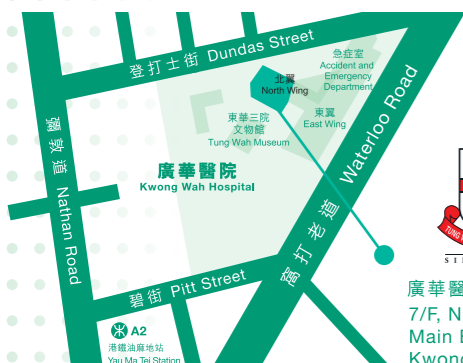 登打士街 Dundas Street
急症室
Accident and
Emergency
Department
北翼
North Wing
東翼
East Wing
東華三院
文物館
Tung Wah Museum
廣華醫院
Kwong Wah Hospital
彌敦道 Nathan Road
窩打老道 Waterloo Road
碧街 Pitt Street
A2
港鐵油麻地站
Yau Ma Tei Station
TUNG
廣華醫
7/F, N
Main B
Kwong